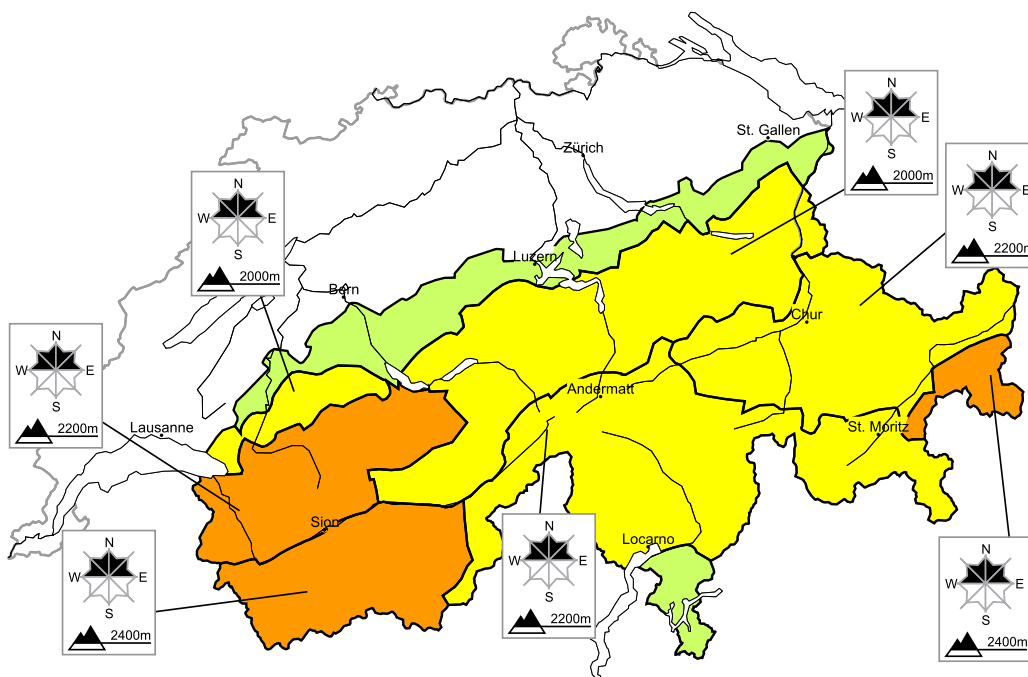 St. Gallen
Zürich
N
W E
S
2000m
N
W E
S
2200m
N
W E
S
2000m
Luzern
Bern
Chur
N
W E
S
2200m
Andermatt
Lausanne
St. Moritz
Sion
Locarno
N
W E
S
2200m
N
W E
S
2400m
N
W E
S
2400m